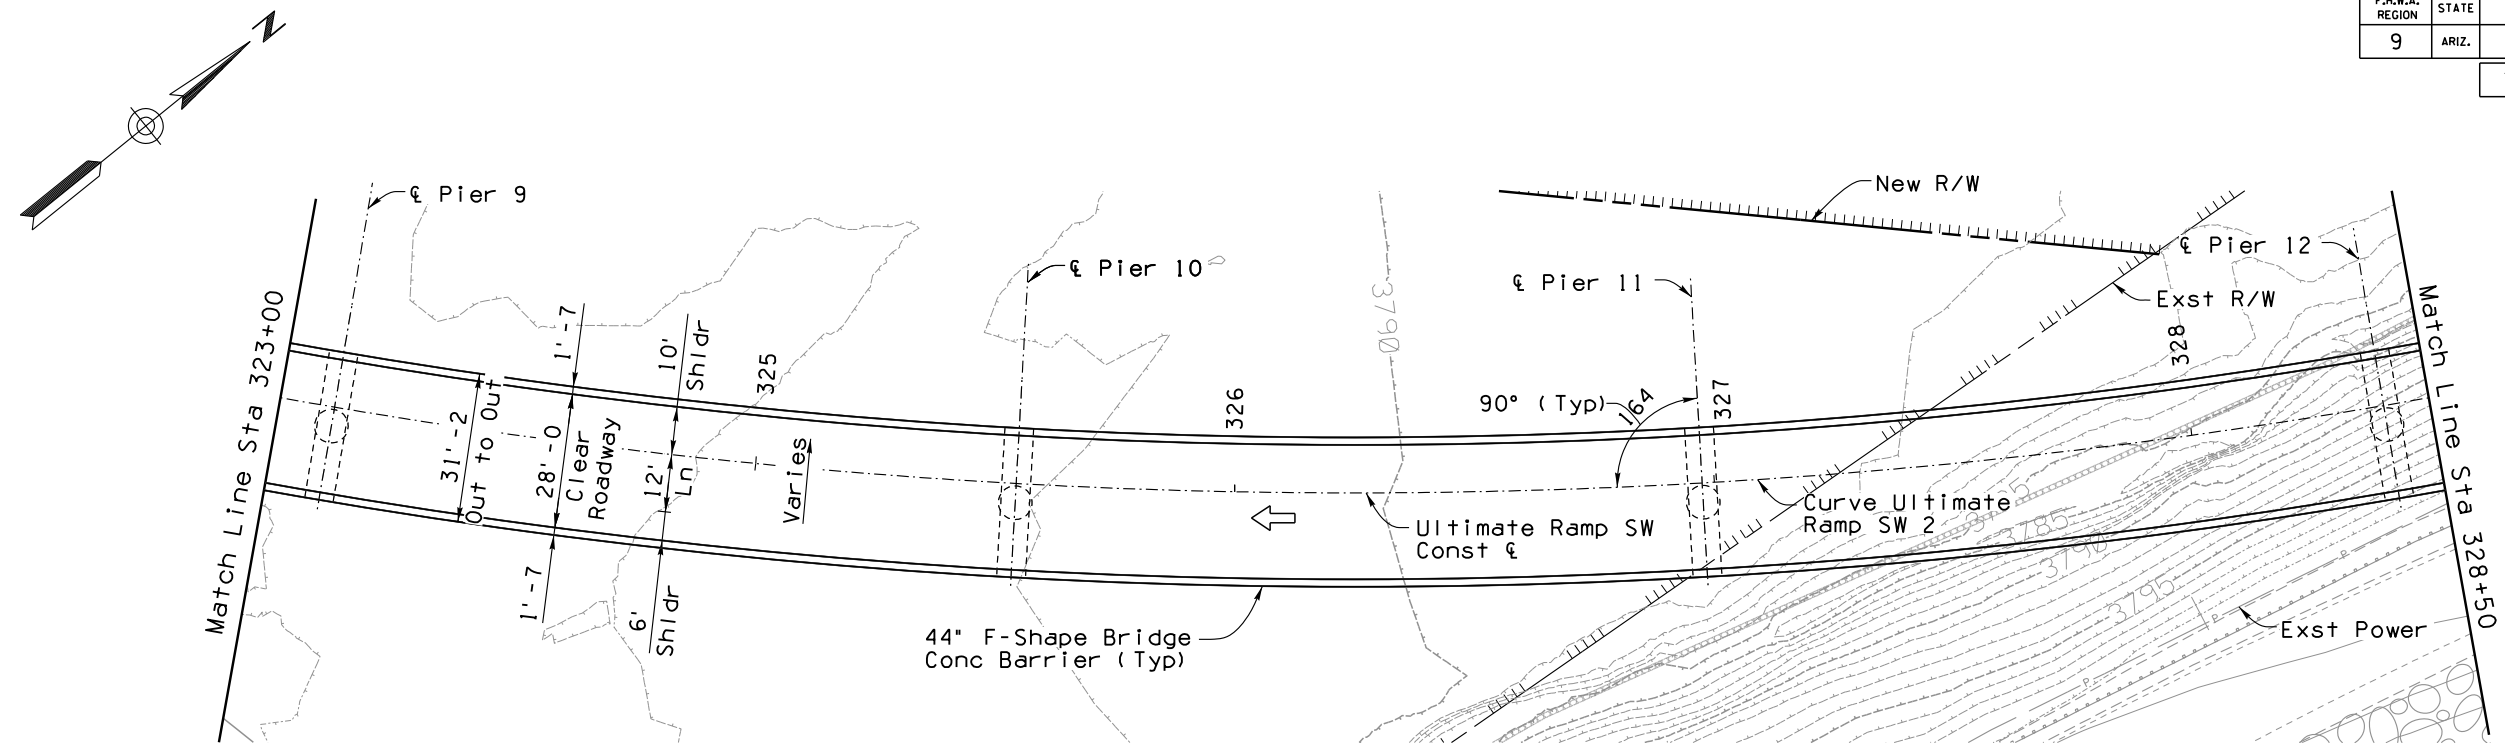 N
F.H.W.A.
REGION
STATE
9
ARIZ.
℄ Pier 9
℄ Pier 10
℄ Pier 11
℄ Pier 12
New R/W
Exst R/W
Match Line Sta 323+00
31'-2
Out to Out
1'-7
28'-0
Clear
Roadway
1'-7
10'
Shldr
12'
Ln
6'
Shldr
325
Varies
326
3790
90° (Typ)
164
327
328
Ultimate Ramp SW
Const ℄
Curve Ultimate
Ramp SW 2
44" F-Shape Bridge
Conc Barrier (Typ)
3785
3790
3795
P
P
P
Exst Power
Match Line Sta 328+50